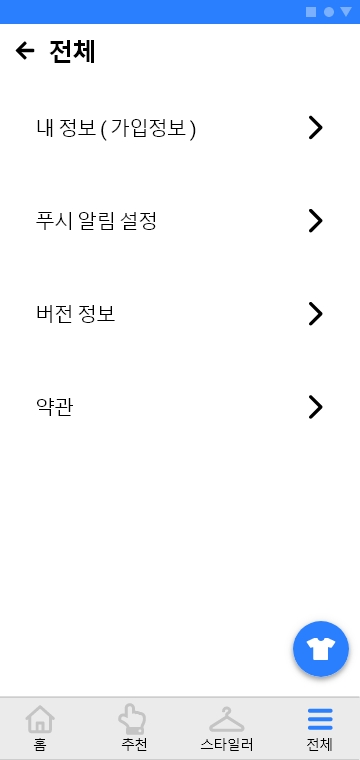 전체
내 정보 ( 가입정보 )
푸시 알림 설정
버전 정보
약관
홈
추천
스타일러
전체